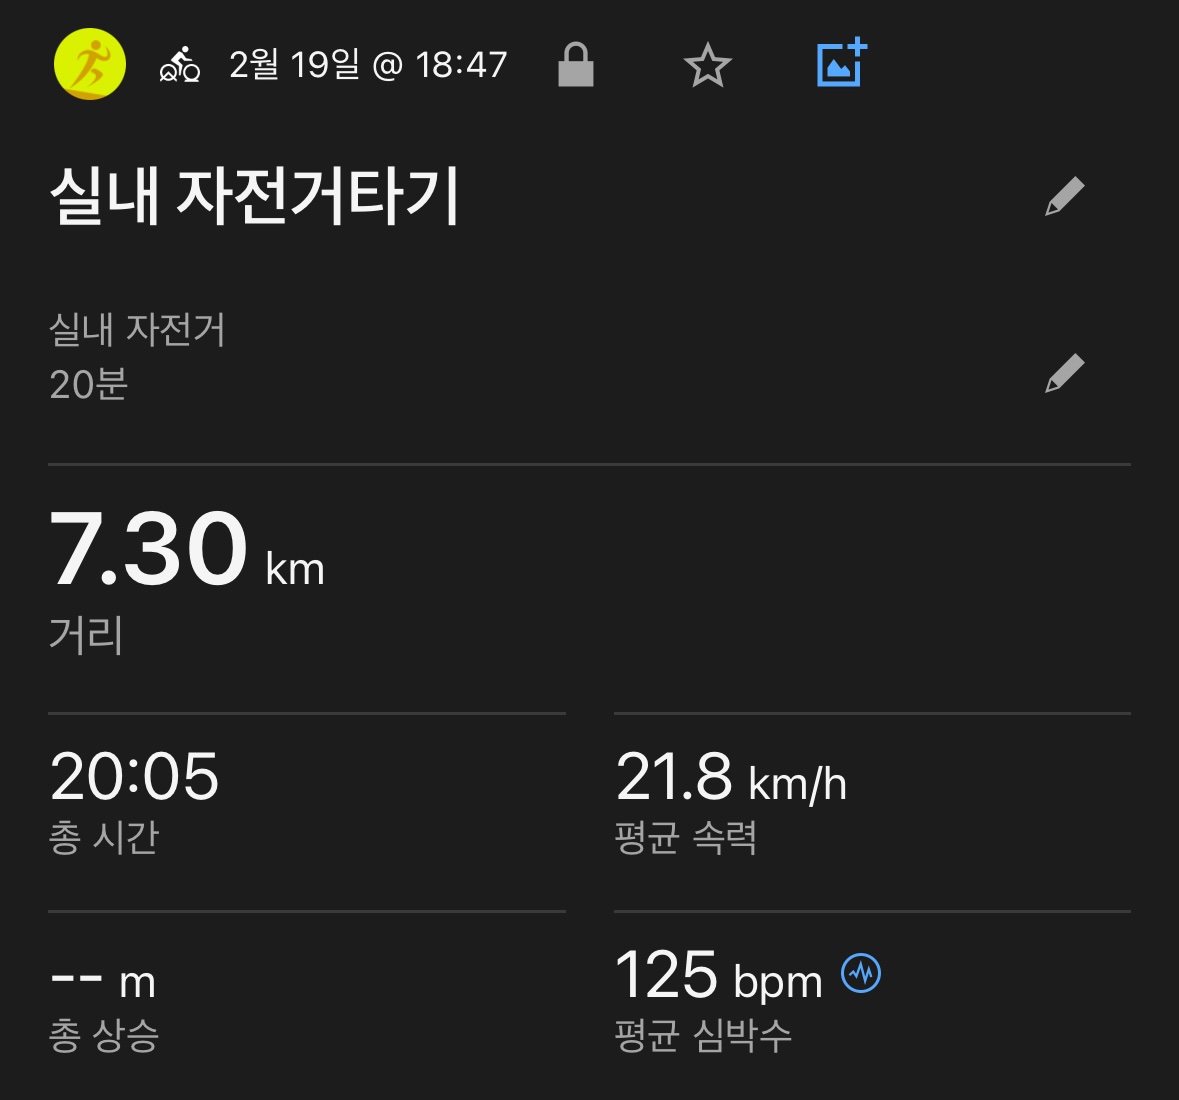 2월 19일 @ 18:47
실내 자전거타기
실내 자전거
20분
7.30 km
거리
20:05
총 시간
21.8 km/h
평균 속력
-- m
총 상승
125 bpm
평균 심박수